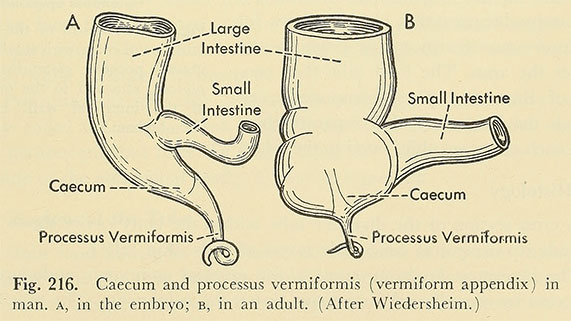 A
B
Large
Intestine
Small
Intestine
Small Intestine
Caecum
Caecum
Processus Vermiformis
Processus Vermiformis
Fig. 216. Caecum and processus vermiformis (vermiform appendix) in
man. A, in the embryo; B, in an adult. (After Wiedersheim.)